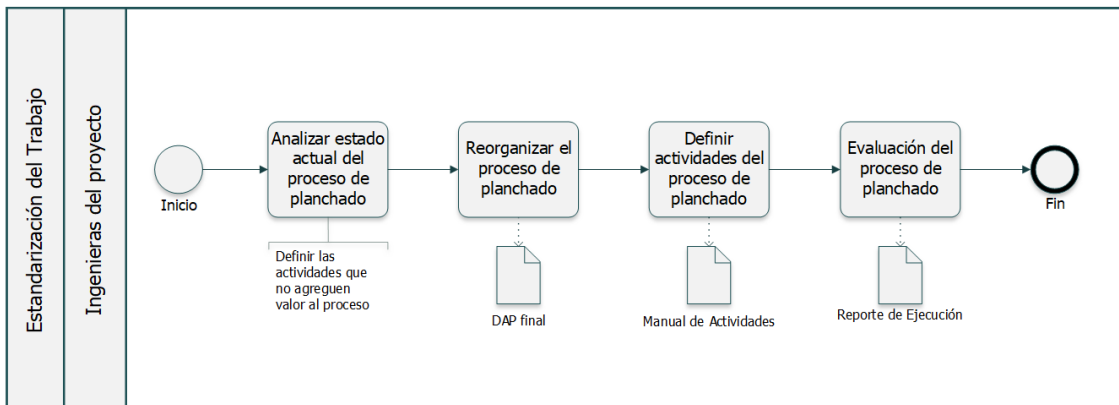 Estandarización del Trabajo
Ingenieras del proyecto
Inicio
Analizar estado
actual del
proceso de
planchado
Definir las
actividades que
no agreguen
valor al proceso
Reorganizar el
proceso de
planchado
DAP final
Definir
actividades del
proceso de
planchado
Manual de Actividades
Evaluación del
proceso de
planchado
Reporte de Ejecución
Fin